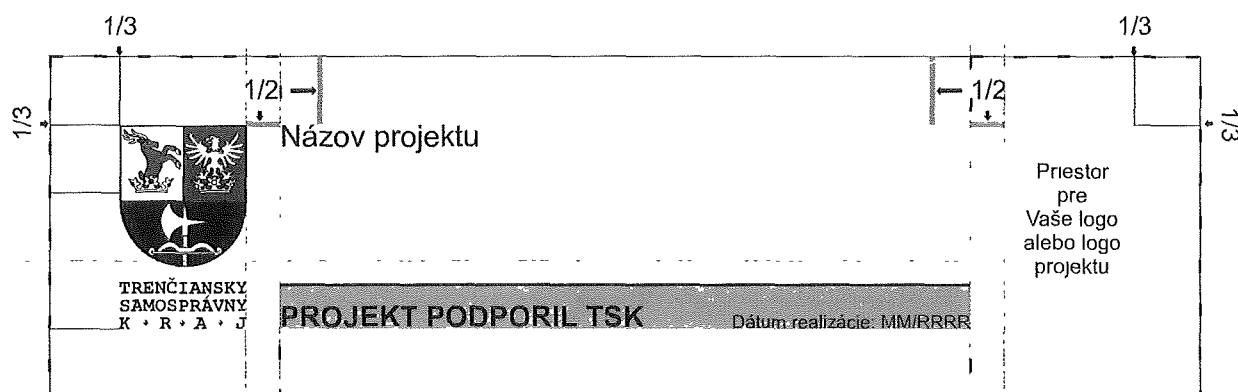 1/3
1/3
1/2
1/2
1/3
1/3
Názov projektu
Priestor
pre
Vaše logo
alebo logo
projektu
TRENČIANSKY
SAMOSPRÁVNY
K • R • A • J
PROJEKT PODPORIL TSK
Dátum realizácie: MM/RRRR